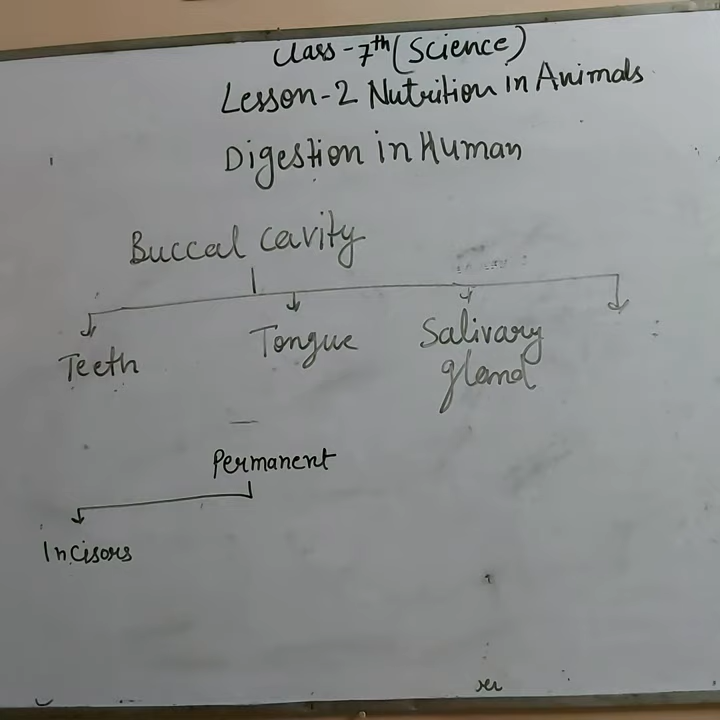 Class-7th (Science)
Lesson-2 Nutrition in Animals
Digestion in Human
Buccal cavity
Teeth Tongue Salivary gland
Permanent
Incisors